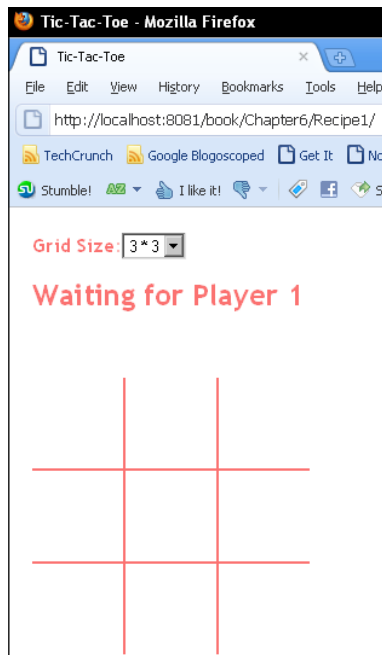 Tic-Tac-Toe - Mozilla Firefox
Tic-Tac-Toe
File Edit View History Bookmarks Tools Help
http://localhost:8081/book/Chapter6/Recipe1/
TechCrunch Google Blogoscoped Get It
Stumble! I like it!
Grid Size: 3*3
Waiting for Player 1